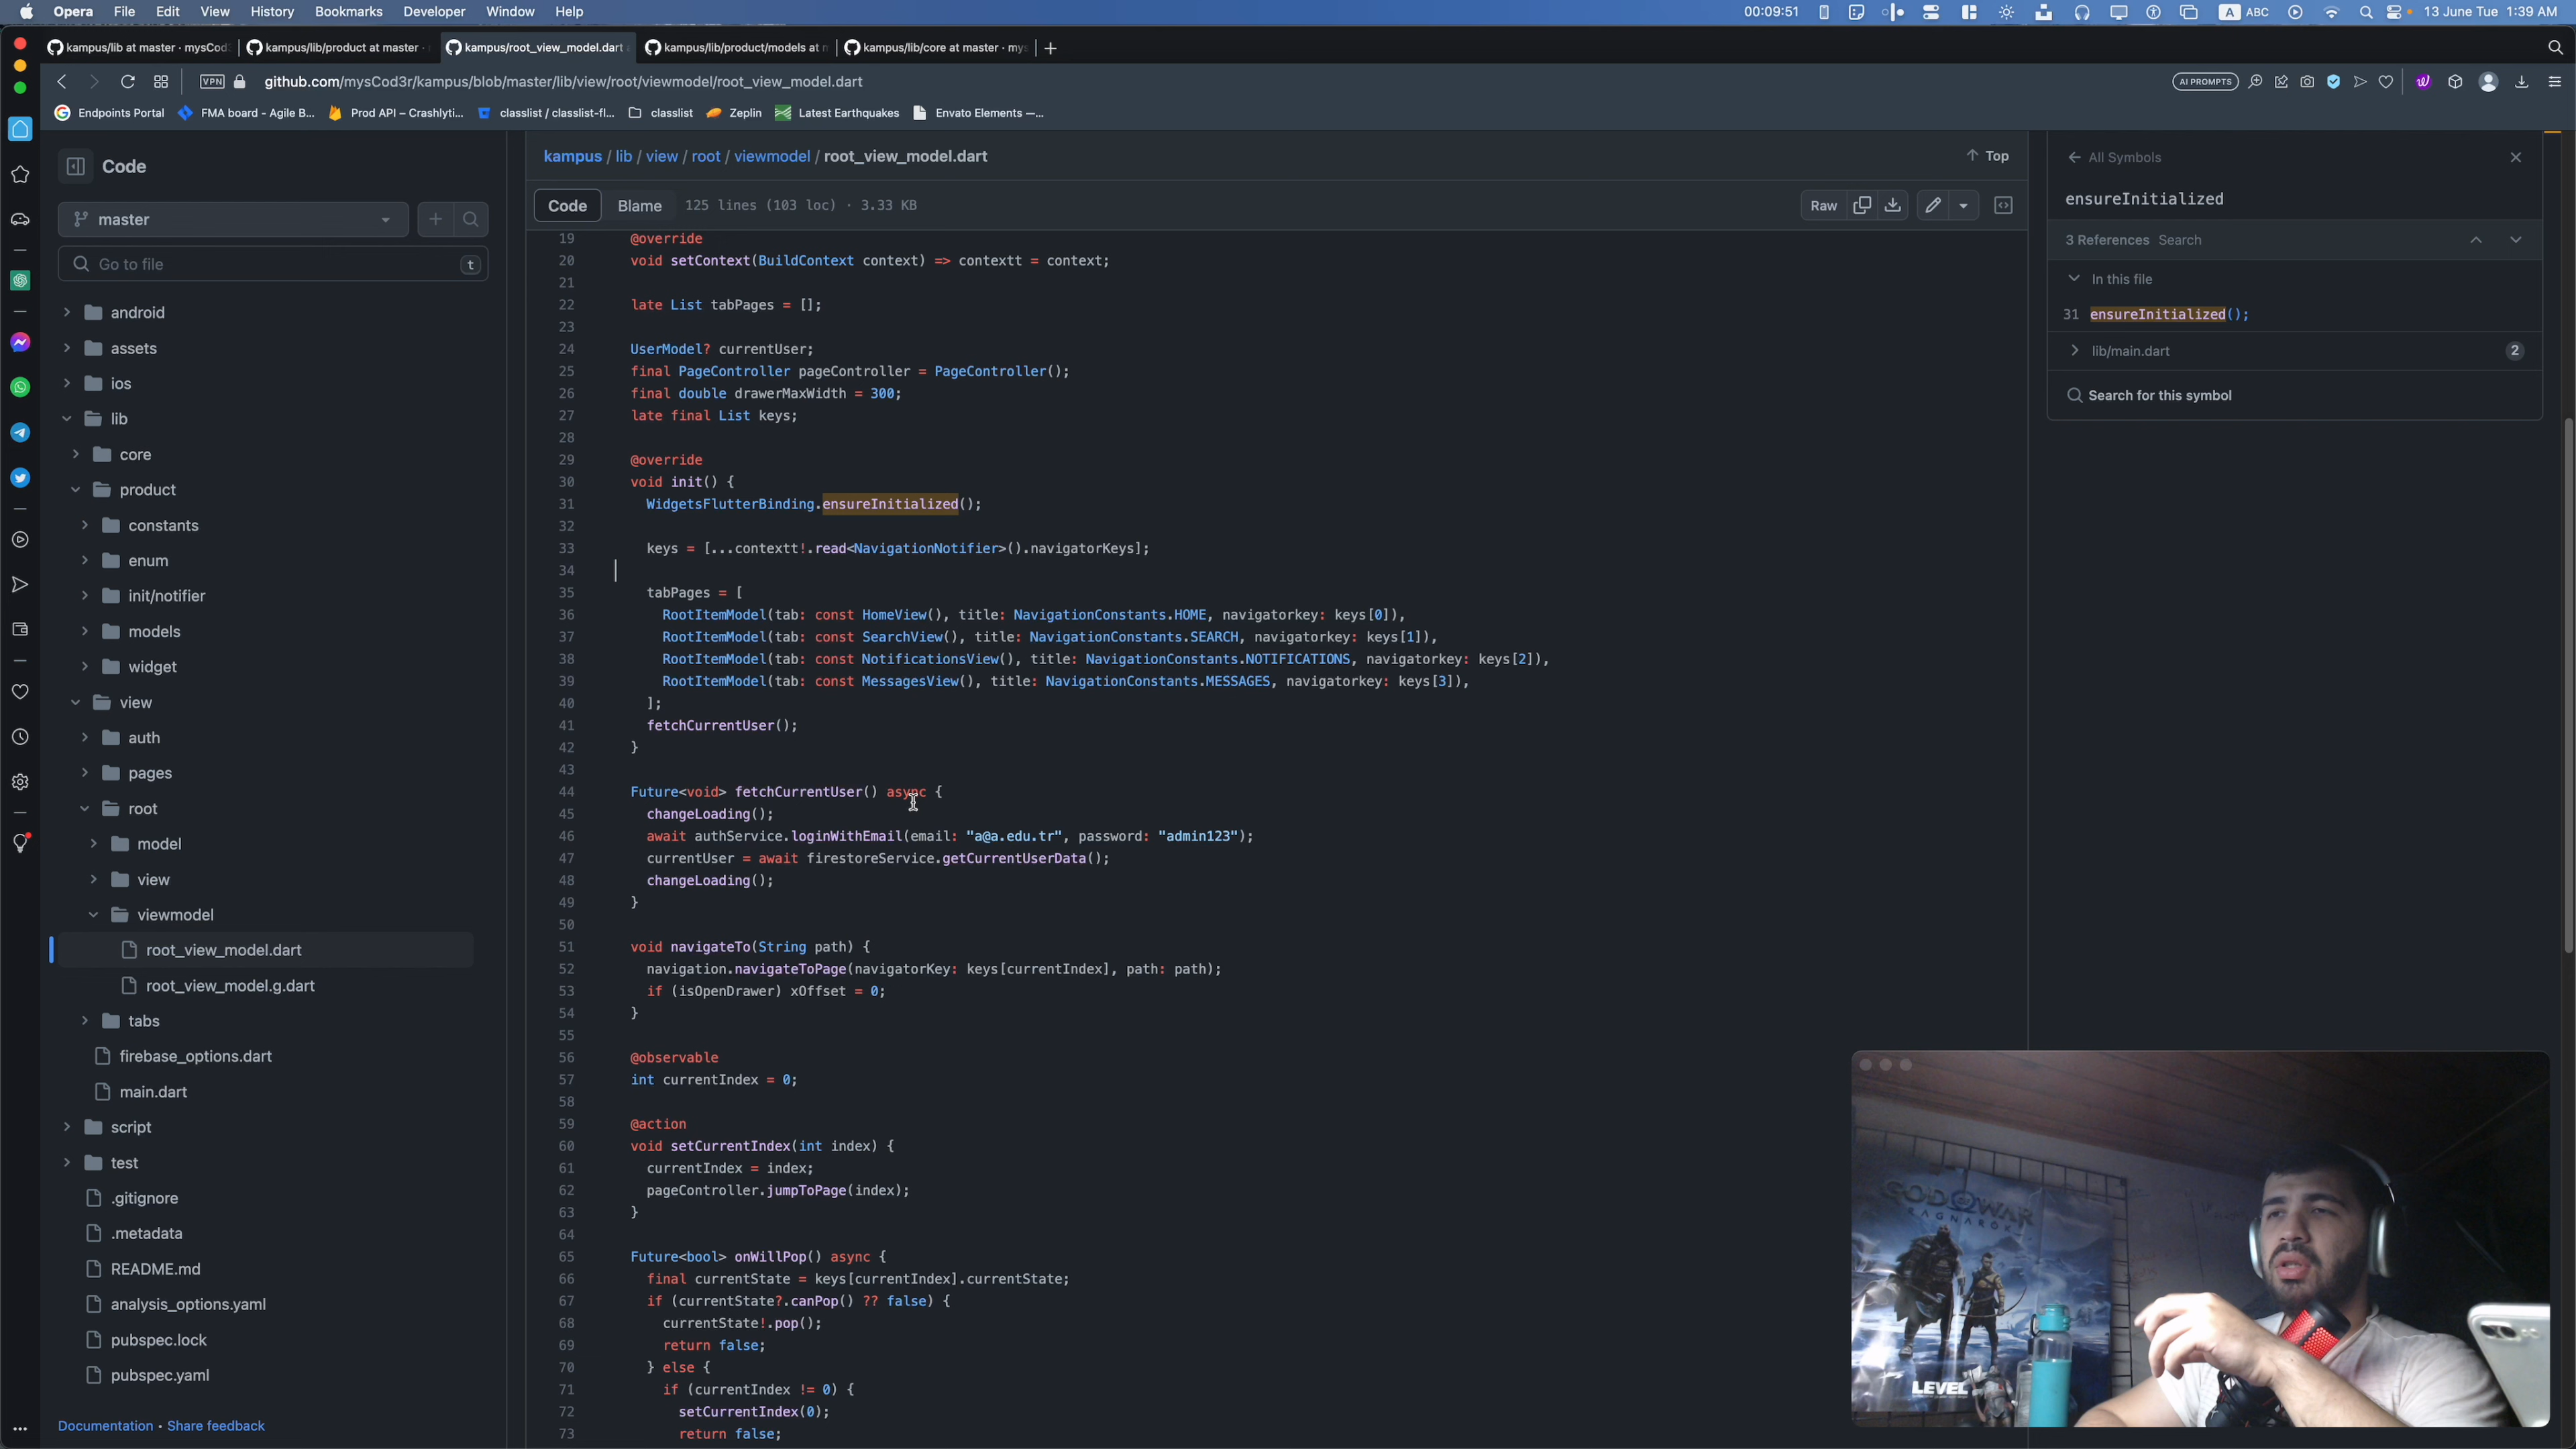 Opera File Edit View History Bookmarks Developer Window Help 00:09:51 A ABC 13 June Tue 1:39 AM
kampus/lib at master · mysCod kampus/lib/product at master · kampus/root_view_model.dart kampus/lib/product/models at kampus/lib/core at master · mys
VPN github.com/mysCod3r/kampus/blob/master/lib/view/root/viewmodel/root_view_model.dart AI PROMPTS
Endpoints Portal FMA board - Agile B... Prod API – Crashlyti... classlist / classlist-fl... classlist Zeplin Latest Earthquakes Envato Elements —...
Code
master
Go to file t
android
assets
ios
lib
core
product
constants
enum
init/notifier
models
widget
view
auth
pages
root
model
view
viewmodel
root_view_model.dart
root_view_model.g.dart
tabs
firebase_options.dart
main.dart
script
test
.gitignore
.metadata
README.md
analysis_options.yaml
pubspec.lock
pubspec.yaml
Documentation · Share feedback
kampus / lib / view / root / viewmodel / root_view_model.dart Top
Code Blame 125 lines (103 loc) · 3.33 KB Raw
19 @override
20 void setContext(BuildContext context) => contextt = context;
21
22 late List tabPages = [];
23
24 UserModel? currentUser;
25 final PageController pageController = PageController();
26 final double drawerMaxWidth = 300;
27 late final List keys;
28
29 @override
30 void init() {
31 WidgetsFlutterBinding.ensureInitialized();
32
33 keys = [...contextt!.read<NavigationNotifier>().navigatorKeys];
34
35 tabPages = [
36 RootItemModel(tab: const HomeView(), title: NavigationConstants.HOME, navigatorkey: keys[0]),
37 RootItemModel(tab: const SearchView(), title: NavigationConstants.SEARCH, navigatorkey: keys[1]),
38 RootItemModel(tab: const NotificationsView(), title: NavigationConstants.NOTIFICATIONS, navigatorkey: keys[2]),
39 RootItemModel(tab: const MessagesView(), title: NavigationConstants.MESSAGES, navigatorkey: keys[3]),
40 ];
41 fetchCurrentUser();
42 }
43
44 Future<void> fetchCurrentUser() async {
45 changeLoading();
46 await authService.loginWithEmail(email: "a@a.edu.tr", password: "admin123");
47 currentUser = await firestoreService.getCurrentUserData();
48 changeLoading();
49 }
50
51 void navigateTo(String path) {
52 navigation.navigateToPage(navigatorKey: keys[currentIndex], path: path);
53 if (isOpenDrawer) xOffset = 0;
54 }
55
56 @observable
57 int currentIndex = 0;
58
59 @action
60 void setCurrentIndex(int index) {
61 currentIndex = index;
62 pageController.jumpToPage(index);
63 }
64
65 Future<bool> onWillPop() async {
66 final currentState = keys[currentIndex].currentState;
67 if (currentState?.canPop() ?? false) {
68 currentState!.pop();
69 return false;
70 } else {
71 if (currentIndex != 0) {
72 setCurrentIndex(0);
73 return false;
All Symbols
ensureInitialized
3 References Search
In this file
31 ensureInitialized();
lib/main.dart 2
Search for this symbol
GOD OF WAR
RAGNARÖK
LEVEL